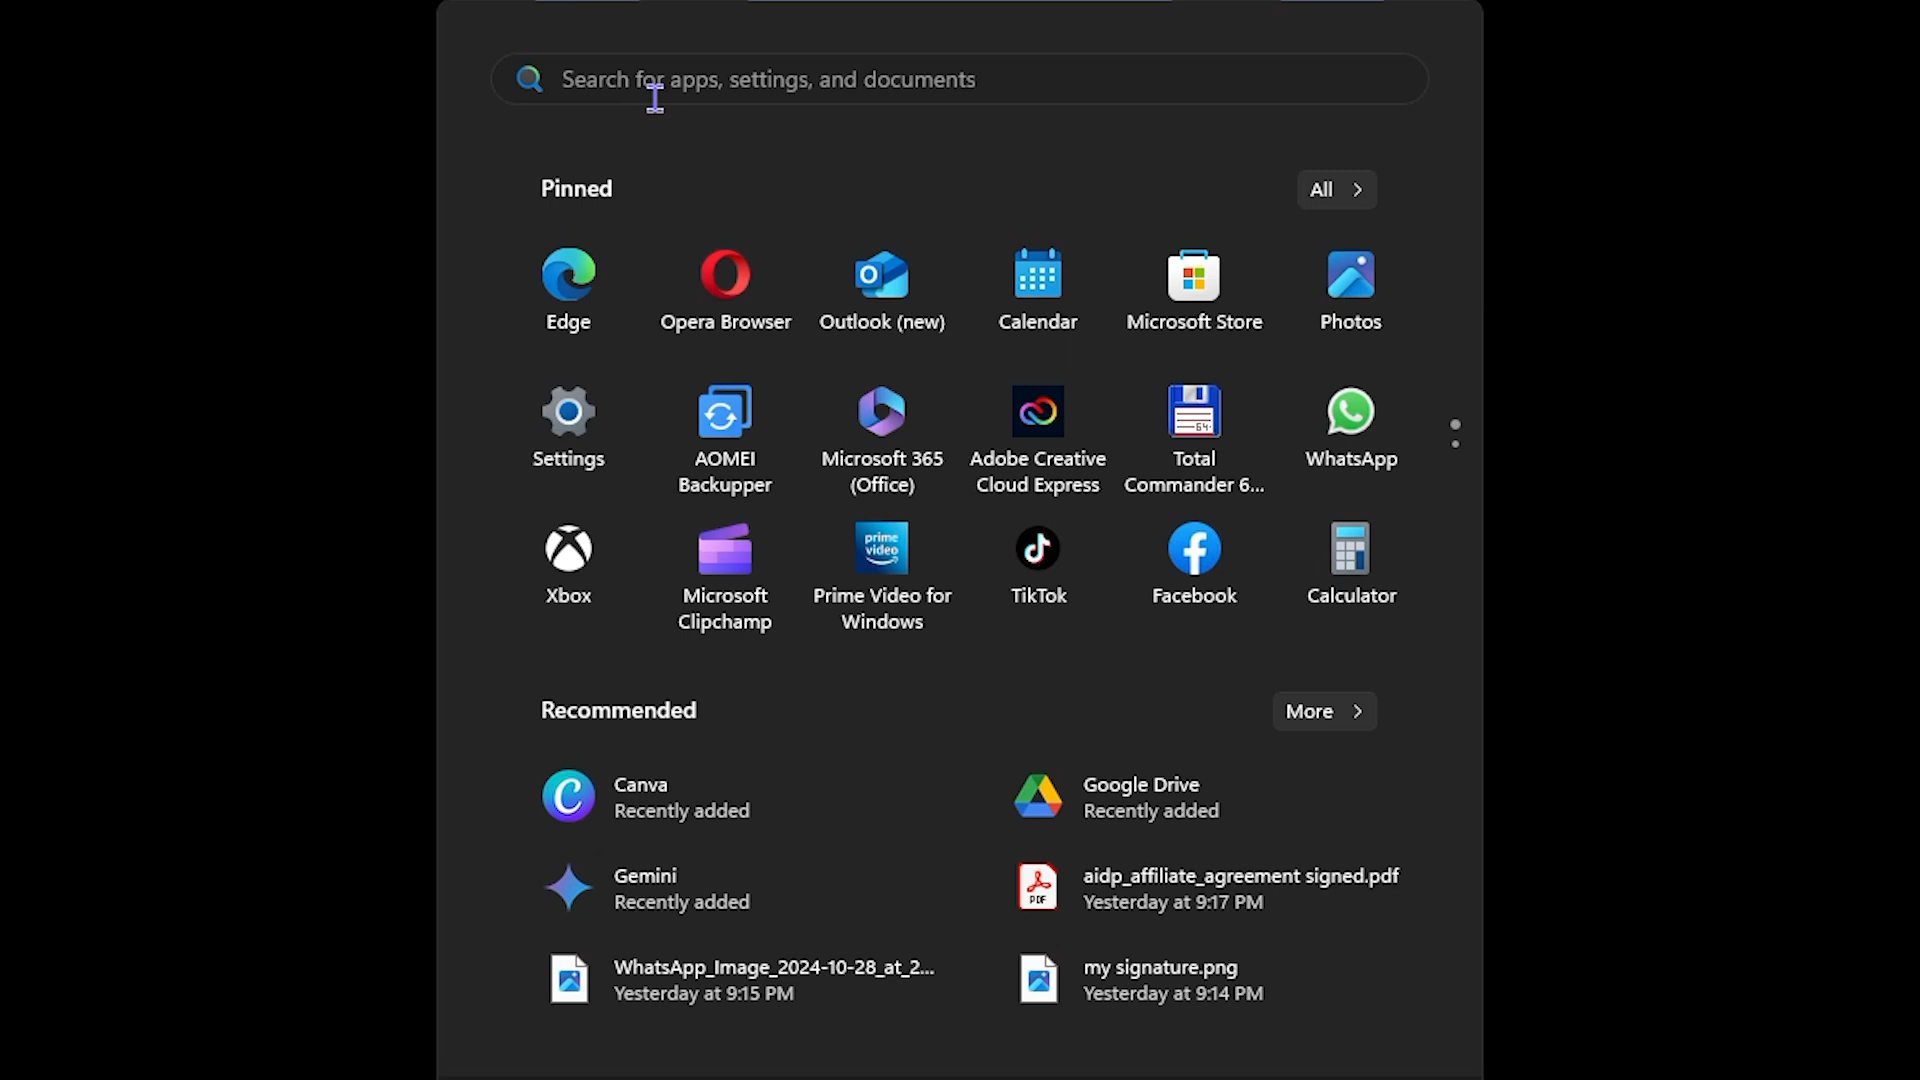 Search for apps, settings, and documents
Pinned
All
Edge
Opera Browser
Outlook (new)
Calendar
Microsoft Store
Photos
Settings
AOMEI
Backupper
Microsoft 365
(Office)
Adobe Creative
Cloud Express
64
Total
Commander 6...
WhatsApp
Xbox
Microsoft
Clipchamp
prime
video
Prime Video for
Windows
TikTok
Facebook
Calculator
Recommended
More
Canva
Recently added
Google Drive
Recently added
Gemini
Recently added
PDF
aidp_affiliate_agreement signed.pdf
Yesterday at 9:17 PM
WhatsApp_Image_2024-10-28_at_2...
Yesterday at 9:15 PM
my signature.png
Yesterday at 9:14 PM